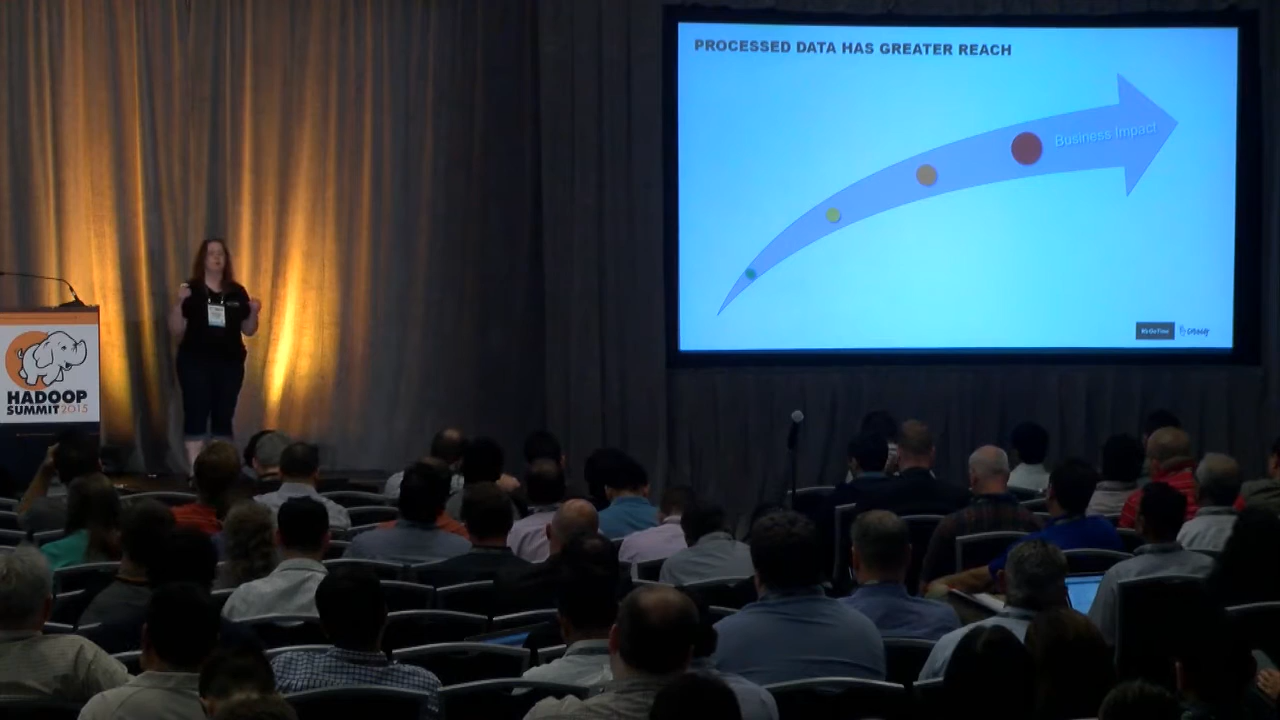 PROCESSED DATA HAS GREATER REACH
Business Impact
HADOOP
SUMMIT 2015